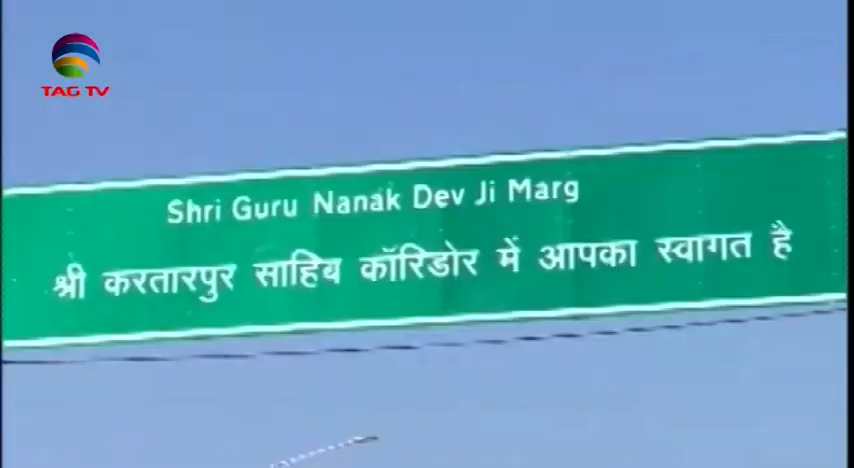 TAG TV
Shri Guru Nanak Dev Ji Marg
श्री करतारपुर साहिब कॉरिडोर में आपका स्वागत है